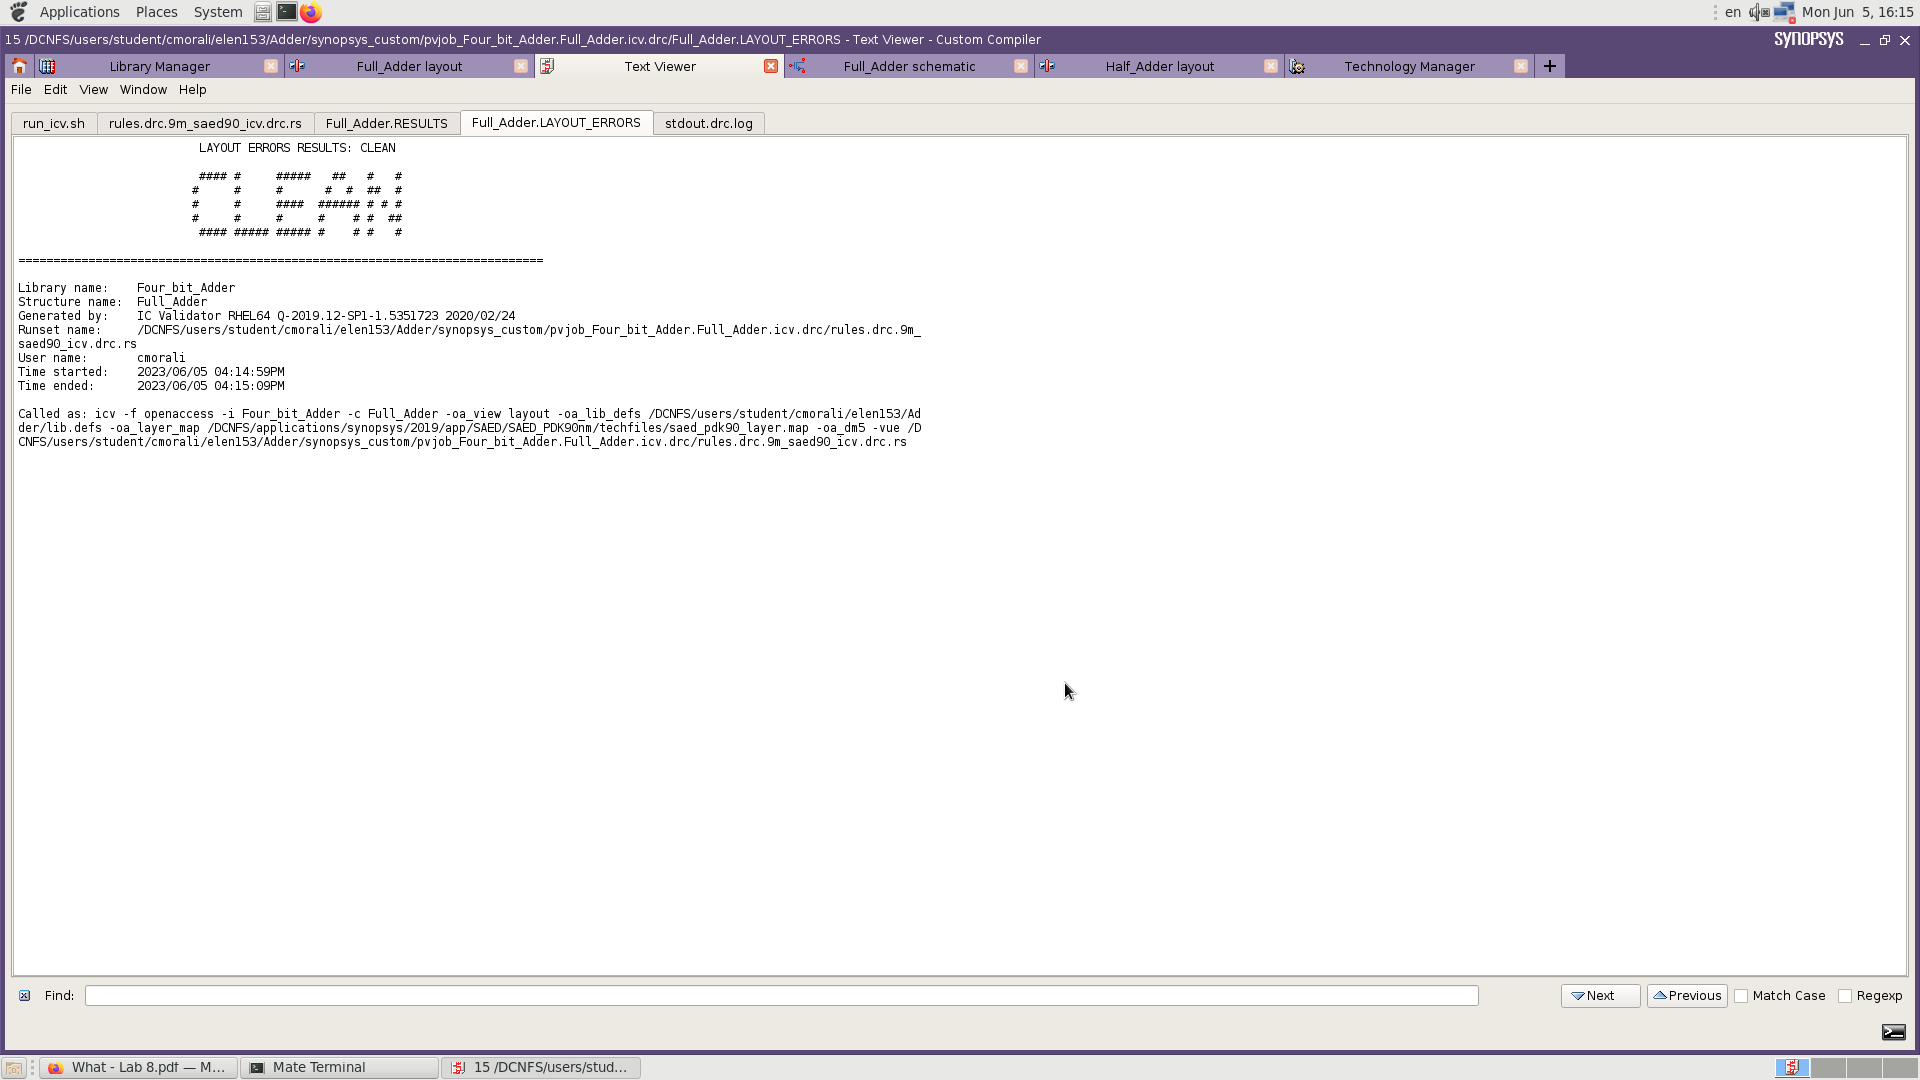 Applications Places System en Mon Jun 5, 16:15
15 /DCNFS/users/student/cmorali/elen153/Adder/synopsys_custom/pvjob_Four_bit_Adder.Full_Adder.icv.drc/Full_Adder.LAYOUT_ERRORS - Text Viewer - Custom Compiler SYNOPSYS
Library Manager Full_Adder layout Text Viewer Full_Adder schematic Half_Adder layout Technology Manager
File Edit View Window Help
run_icv.sh rules.drc.9m_saed90_icv.drc.rs Full_Adder.RESULTS Full_Adder.LAYOUT_ERRORS stdout.drc.log
LAYOUT ERRORS RESULTS: CLEAN
CLEAN
===========================================================================
Library name: Four_bit_Adder
Structure name: Full_Adder
Generated by: IC Validator RHEL64 Q-2019.12-SP1-1.5351723 2020/02/24
Runset name: /DCNFS/users/student/cmorali/elen153/Adder/synopsys_custom/pvjob_Four_bit_Adder.Full_Adder.icv.drc/rules.drc.9m_
saed90_icv.drc.rs
User name: cmorali
Time started: 2023/06/05 04:14:59PM
Time ended: 2023/06/05 04:15:09PM
Called as: icv -f openaccess -i Four_bit_Adder -c Full_Adder -oa_view layout -oa_lib_defs /DCNFS/users/student/cmorali/elen153/Ad
der/lib.defs -oa_layer_map /DCNFS/applications/synopsys/2019/app/SAED/SAED_PDK90nm/techfiles/saed_pdk90_layer.map -oa_dm5 -vue /D
CNFS/users/student/cmorali/elen153/Adder/synopsys_custom/pvjob_Four_bit_Adder.Full_Adder.icv.drc/rules.drc.9m_saed90_icv.drc.rs
Find: Next Previous Match Case Regexp
What - Lab 8.pdf — M... Mate Terminal 15 /DCNFS/users/stud...